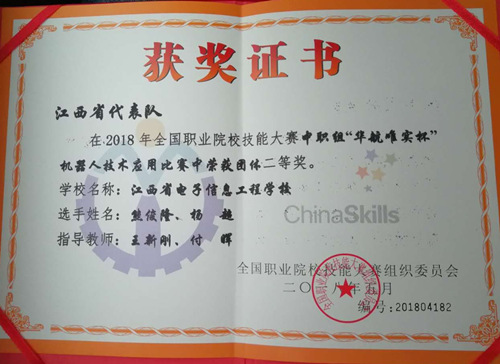 获奖证书
江西省代表队
在2018年全国职业院校技能大赛中职组“华航唯实杯”
机器人技术应用比赛中荣获团体二等奖。
学校名称：江西省电子信息工程学校
选手姓名：熊俊隆、杨 超
ChinaSkills
指导教师：王新刚、付 晖
全国职业院校技能大赛组织委员会
二〇一八年五月
编号：201804182